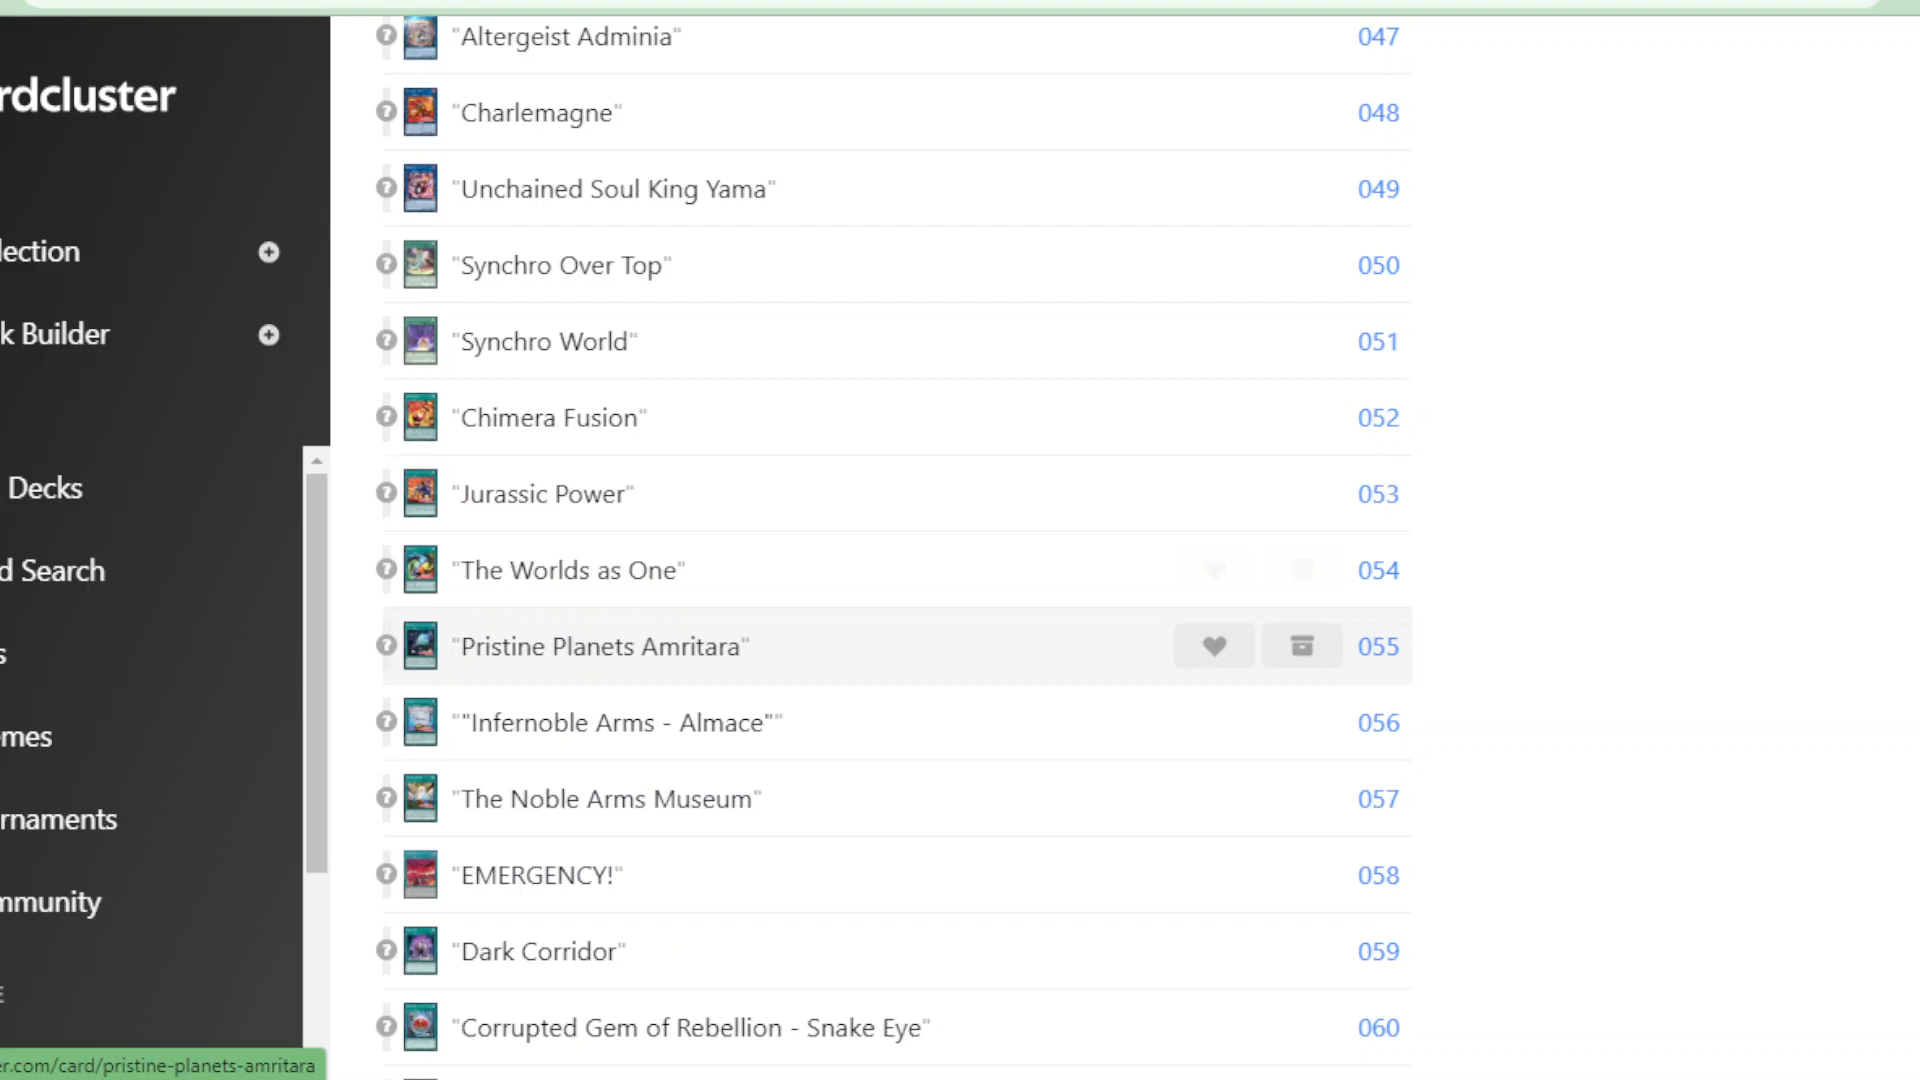 rdcluster
lection
k Builder
Decks
d Search
s
emes
rnaments
mmunity
E
"Altergeist Adminia" 047
"Charlemagne" 048
"Unchained Soul King Yama" 049
"Synchro Over Top" 050
"Synchro World" 051
"Chimera Fusion" 052
"Jurassic Power" 053
"The Worlds as One" 054
"Pristine Planets Amritara" 055
""Infernoble Arms - Almace"" 056
"The Noble Arms Museum" 057
"EMERGENCY!" 058
"Dark Corridor" 059
"Corrupted Gem of Rebellion - Snake Eye" 060
er.com/card/pristine-planets-amritara